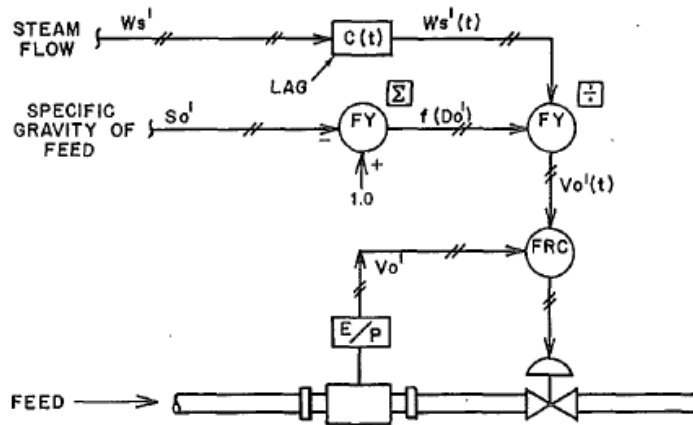 STEAM FLOW
Ws'
C(t)
Ws'(t)
LAG
SPECIFIC
GRAVITY OF
FEED
So'
−
FY
Σ
+
1.0
f(Do')
FY
÷
Vo'(t)
FRC
Vo'
E/P
FEED